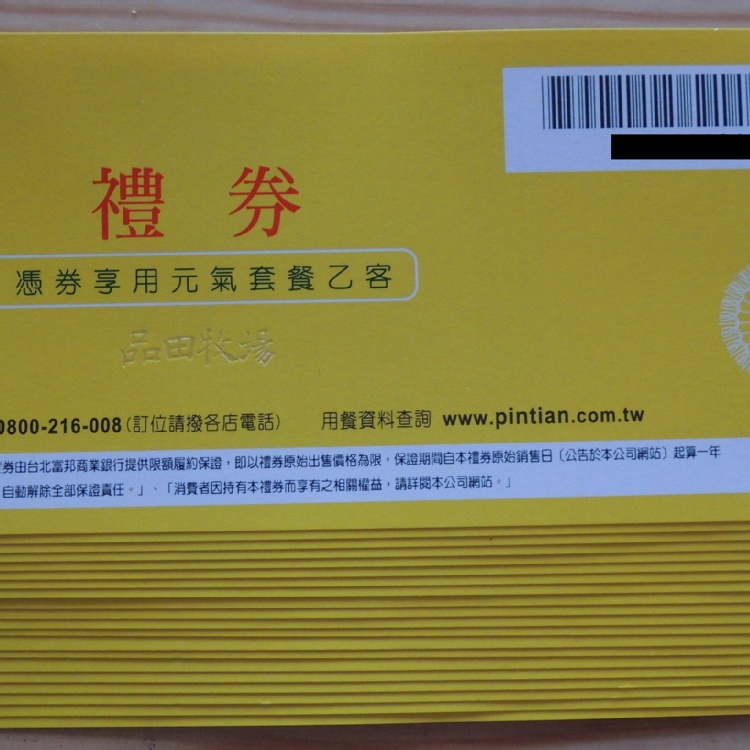 禮 券
憑券享用元氣套餐乙客
品田牧場
0800-216-008(訂位請撥各店電話) 用餐資料查詢 www.pintian.com.tw
券由台北富邦商業銀行提供限額履約保證，即以禮券原始出售價格為限，保證期間自本禮券原始銷售日〔公告於本公司網站〕起算一年
自動解除全部保證責任。」、「消費者因持有本禮券而享有之相關權益，請詳閱本公司網站。」